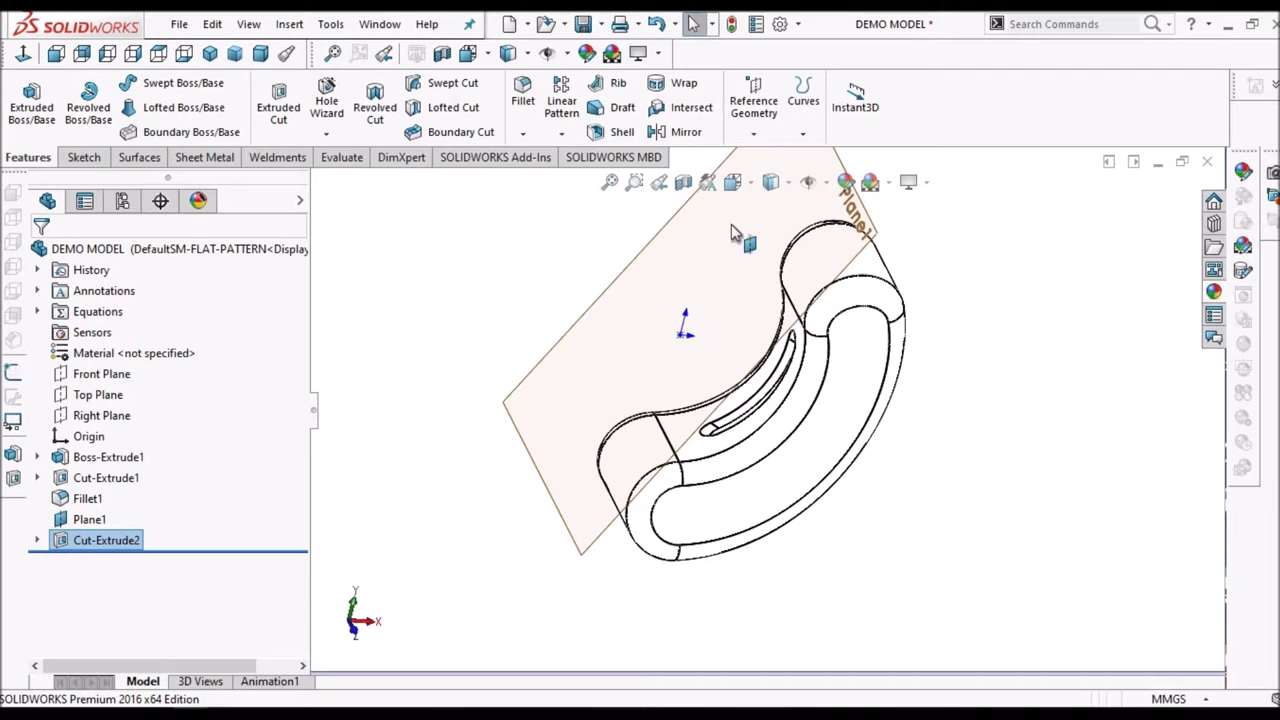 SOLIDWORKS File Edit View Insert Tools Window Help DEMO MODEL * Search Commands ?
Extruded Boss/Base Revolved Boss/Base Swept Boss/Base Lofted Boss/Base Boundary Boss/Base Extruded Cut Hole Wizard Revolved Cut Swept Cut Lofted Cut Boundary Cut Fillet Linear Pattern Rib Draft Shell Wrap Intersect Mirror Reference Geometry Curves Instant3D
Features Sketch Surfaces Sheet Metal Weldments Evaluate DimXpert SOLIDWORKS Add-Ins SOLIDWORKS MBD
Plane1
DEMO MODEL (DefaultSM-FLAT-PATTERN<Display
History
Annotations
Equations
Sensors
Material <not specified>
Front Plane
Top Plane
Right Plane
Origin
Boss-Extrude1
Cut-Extrude1
Fillet1
Plane1
Cut-Extrude2
Y
X
Z
Model 3D Views Animation1
SOLIDWORKS Premium 2016 x64 Edition MMGS